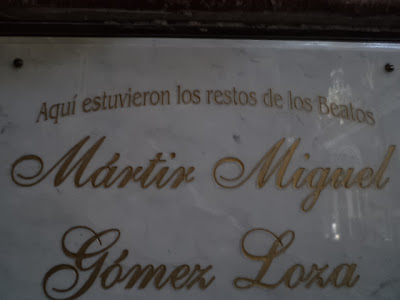 Aquí estuvieron los restos de los Beatos
Mártir Miguel
Gómez Loza